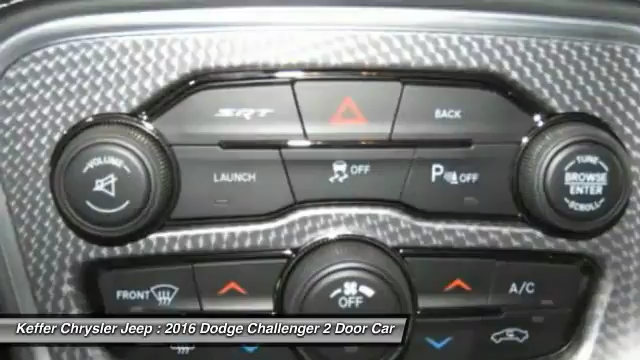 SRT
BACK
VOLUME
LAUNCH
OFF
P OFF
TUNE
BROWSE
ENTER
SCROLL
FRONT
OFF
A/C
Keffer Chrysler Jeep : 2016 Dodge Challenger 2 Door Car